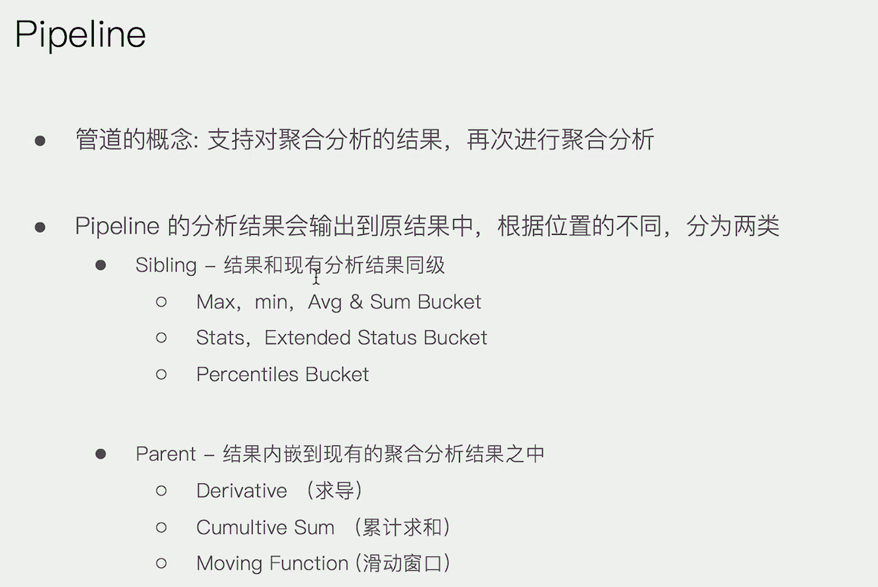 Pipeline
管道的概念: 支持对聚合分析的结果，再次进行聚合分析
Pipeline 的分析结果会输出到原结果中，根据位置的不同，分为两类
Sibling – 结果和现有分析结果同级
Max，min，Avg & Sum Bucket
Stats，Extended Status Bucket
Percentiles Bucket
Parent – 结果内嵌到现有的聚合分析结果之中
Derivative （求导）
Cumultive Sum （累计求和）
Moving Function (滑动窗口)